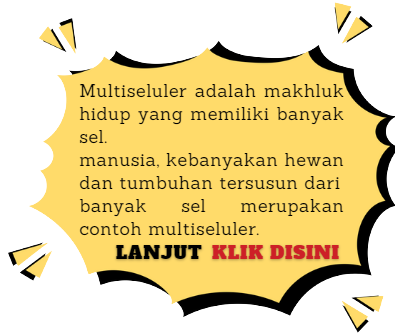 Multiseluler adalah makhluk
hidup yang memiliki banyak
sel.
manusia, kebanyakan hewan
dan tumbuhan tersusun dari
banyak sel merupakan
contoh multiseluler.
LANJUT KLIK DISINI